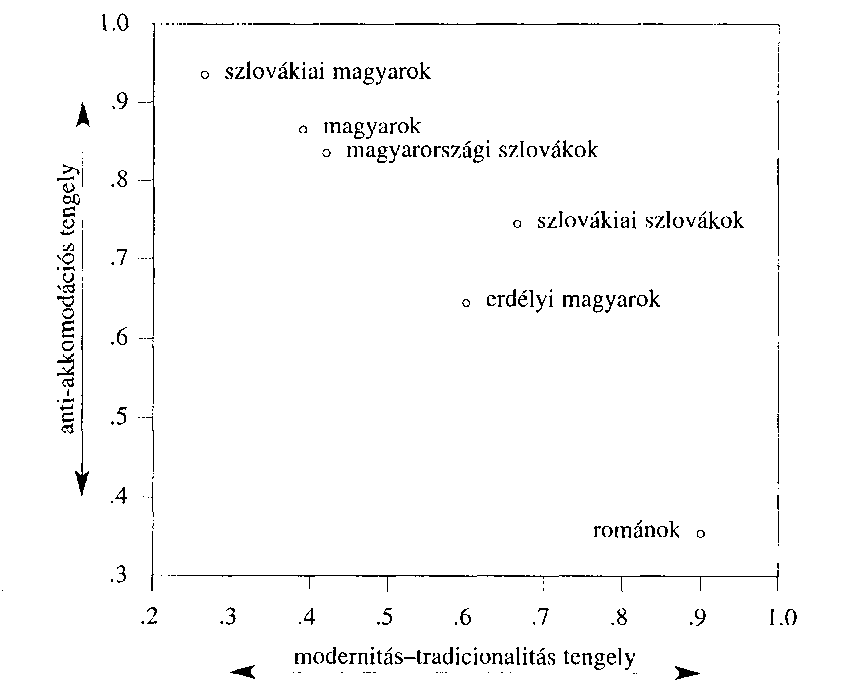 1.0
szlovákiai magyarok
.9
magyarok
magyarországi szlovákok
.8
szlovákiai szlovákok
.7
erdélyi magyarok
.6
.5
.4
románok
.3
anti-akkomodációs tengely
.2 .3 .4 .5 .6 .7 .8 .9 1.0
modernitás–tradicionalitás tengely